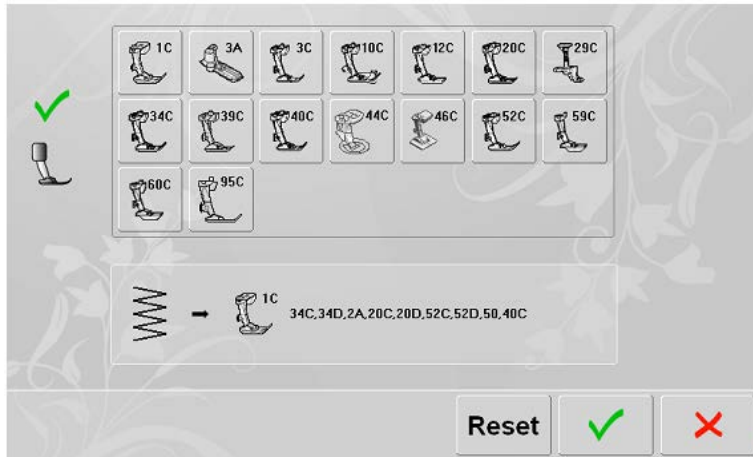 1C 3A 3C 10C 12C 20C 29C
34C 39C 40C 44C 46C 52C 59C
60C 95C
1C
34C,34D,2A,20C,20D,52C,52D,50,40C
Reset